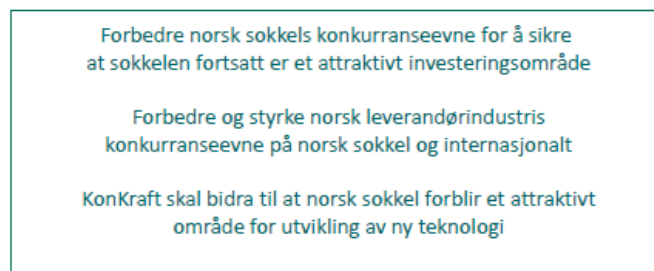 Forbedre norsk sokkels konkurranseevne for å sikre
at sokkelen fortsatt er et attraktivt investeringsområde
Forbedre og styrke norsk leverandørindustris
konkurranseevne på norsk sokkel og internasjonalt
KonKraft skal bidra til at norsk sokkel forblir et attraktivt
område for utvikling av ny teknologi